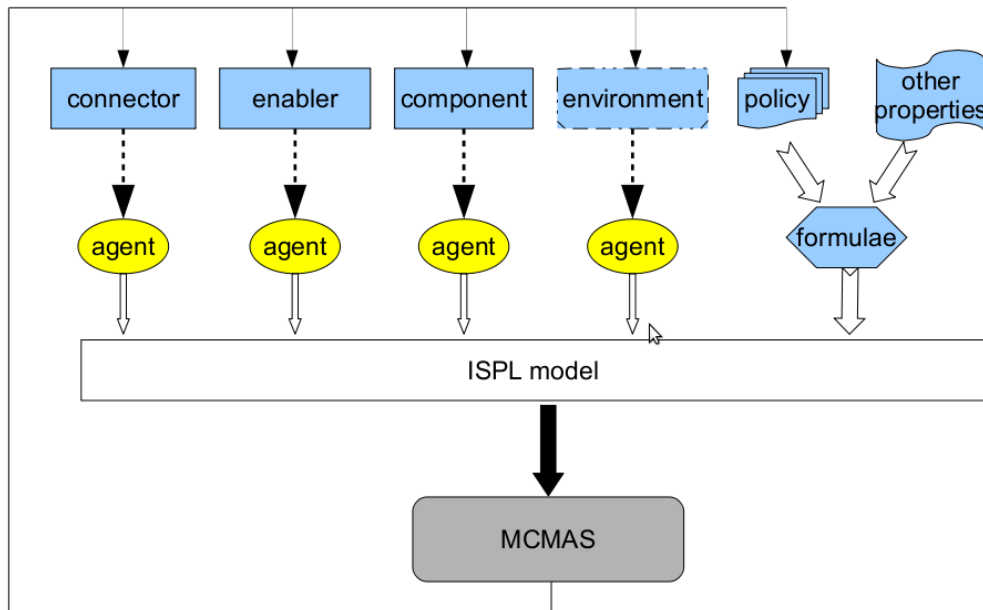 connector
enabler
component
environment
policy
other
properties
agent
agent
agent
agent
formulae
ISPL model
MCMAS